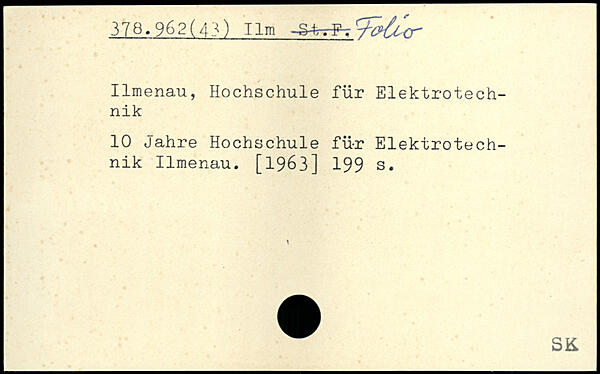 378.962(43) Ilm St.F. Folio
Ilmenau, Hochschule für Elektrotech-
nik
10 Jahre Hochschule für Elektrotech-
nik Ilmenau. [1963] 199 s.
SK